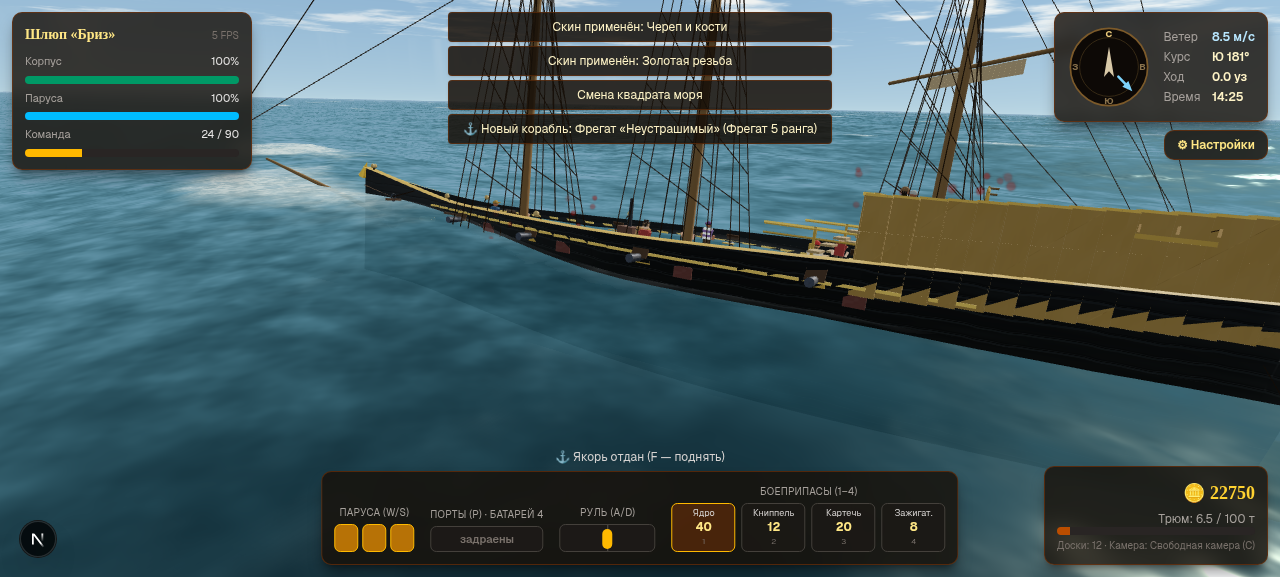 Шлюп «Бриз»
5 FPS
Корпус 100%
Паруса 100%
Команда 24 / 90
Скин применён: Череп и кости
Скин применён: Золотая резьба
Смена квадрата моря
⚓ Новый корабль: Фрегат «Неустрашимый» (Фрегат 5 ранга)
С
З
В
Ю
Ветер 8.5 м/с
Курс Ю 181°
Ход 0.0 уз
Время 14:25
⚙ Настройки
⚓ Якорь отдан (F — поднять)
ПАРУСА (W/S)
ПОРТЫ (P) · БАТАРЕЙ 4
задраены
РУЛЬ (A/D)
БОЕПРИПАСЫ (1–4)
Ядро
40
1
Книппель
12
2
Картечь
20
3
Зажигат.
8
4
N
🪙 22750
Трюм: 6.5 / 100 т
Доски: 12 · Камера: Свободная камера (C)